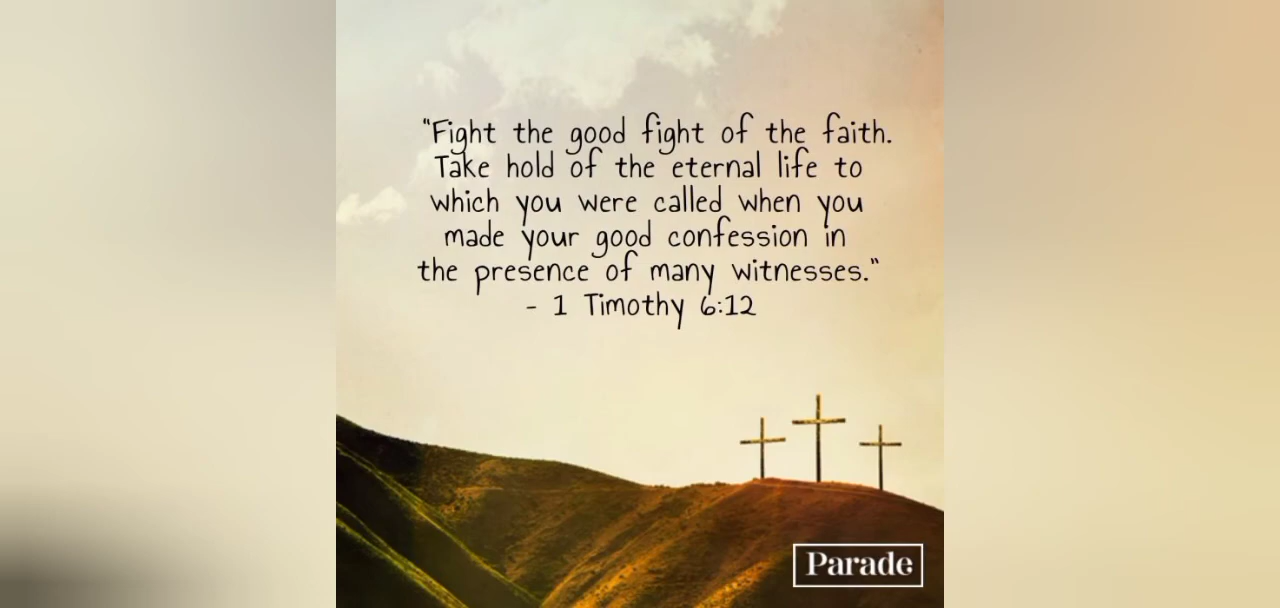 "Fight the good fight of the faith.
Take hold of the eternal life to
which you were called when you
made your good confession in
the presence of many witnesses."
- 1 Timothy 6:12
Parade